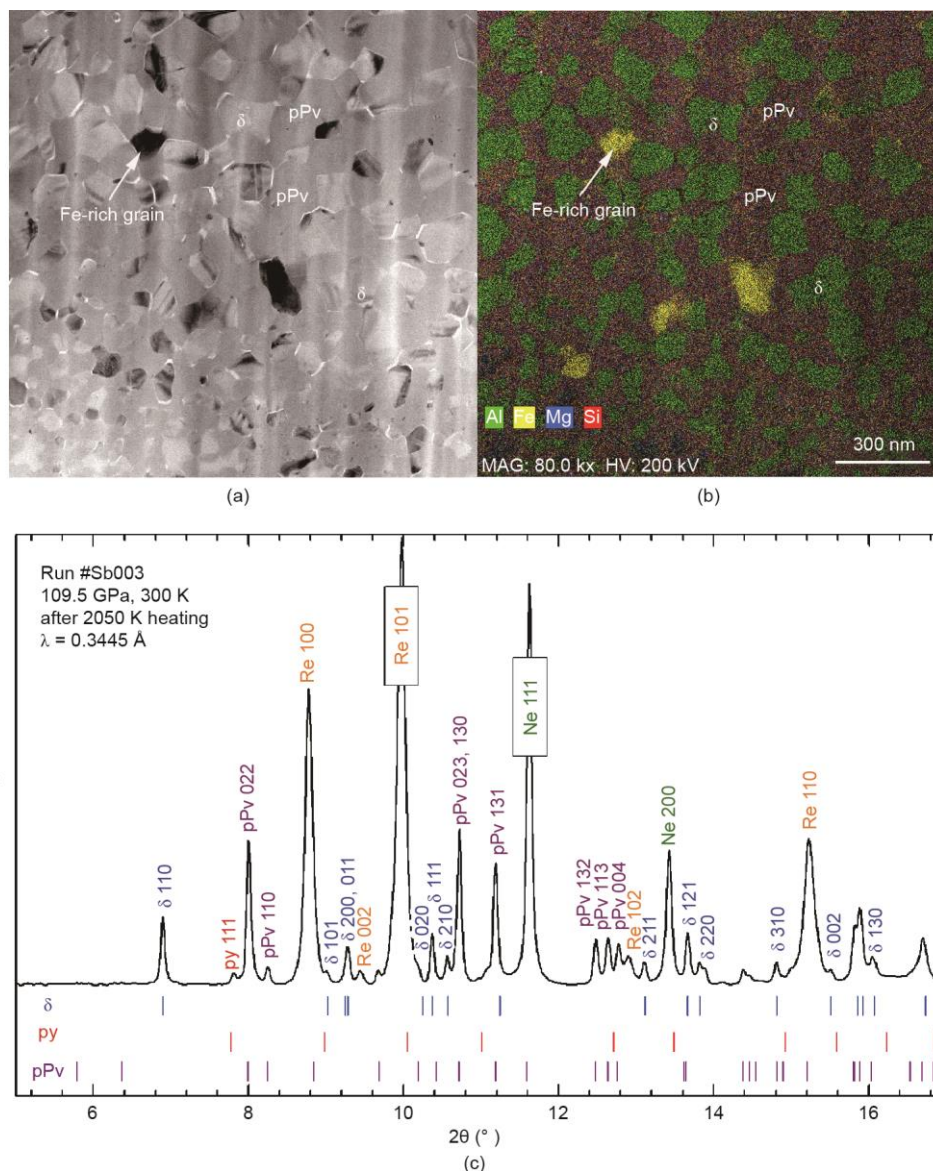 δ
pPv
Fe-rich grain
pPv
δ
(a)
δ
pPv
Fe-rich grain
pPv
δ
Al Fe Mg Si
MAG: 80.0 kx HV: 200 kV
300 nm
(b)
Run #Sb003
109.5 GPa, 300 K
after 2050 K heating
λ = 0.3445 Å
δ 110
py 111
pPv 022
pPv 110
Re 100
δ 101
δ 200, 011
Re 002
Re 101
δ 020
δ 111
δ 210
pPv 023, 130
pPv 131
Ne 111
pPv 132
pPv 113
pPv 004
Re 102
δ 211
Ne 200
δ 121
δ 220
δ 310
Re 110
δ 002
δ 130
δ
py
pPv
6 8 10 12 14 16
2θ (° )
(c)